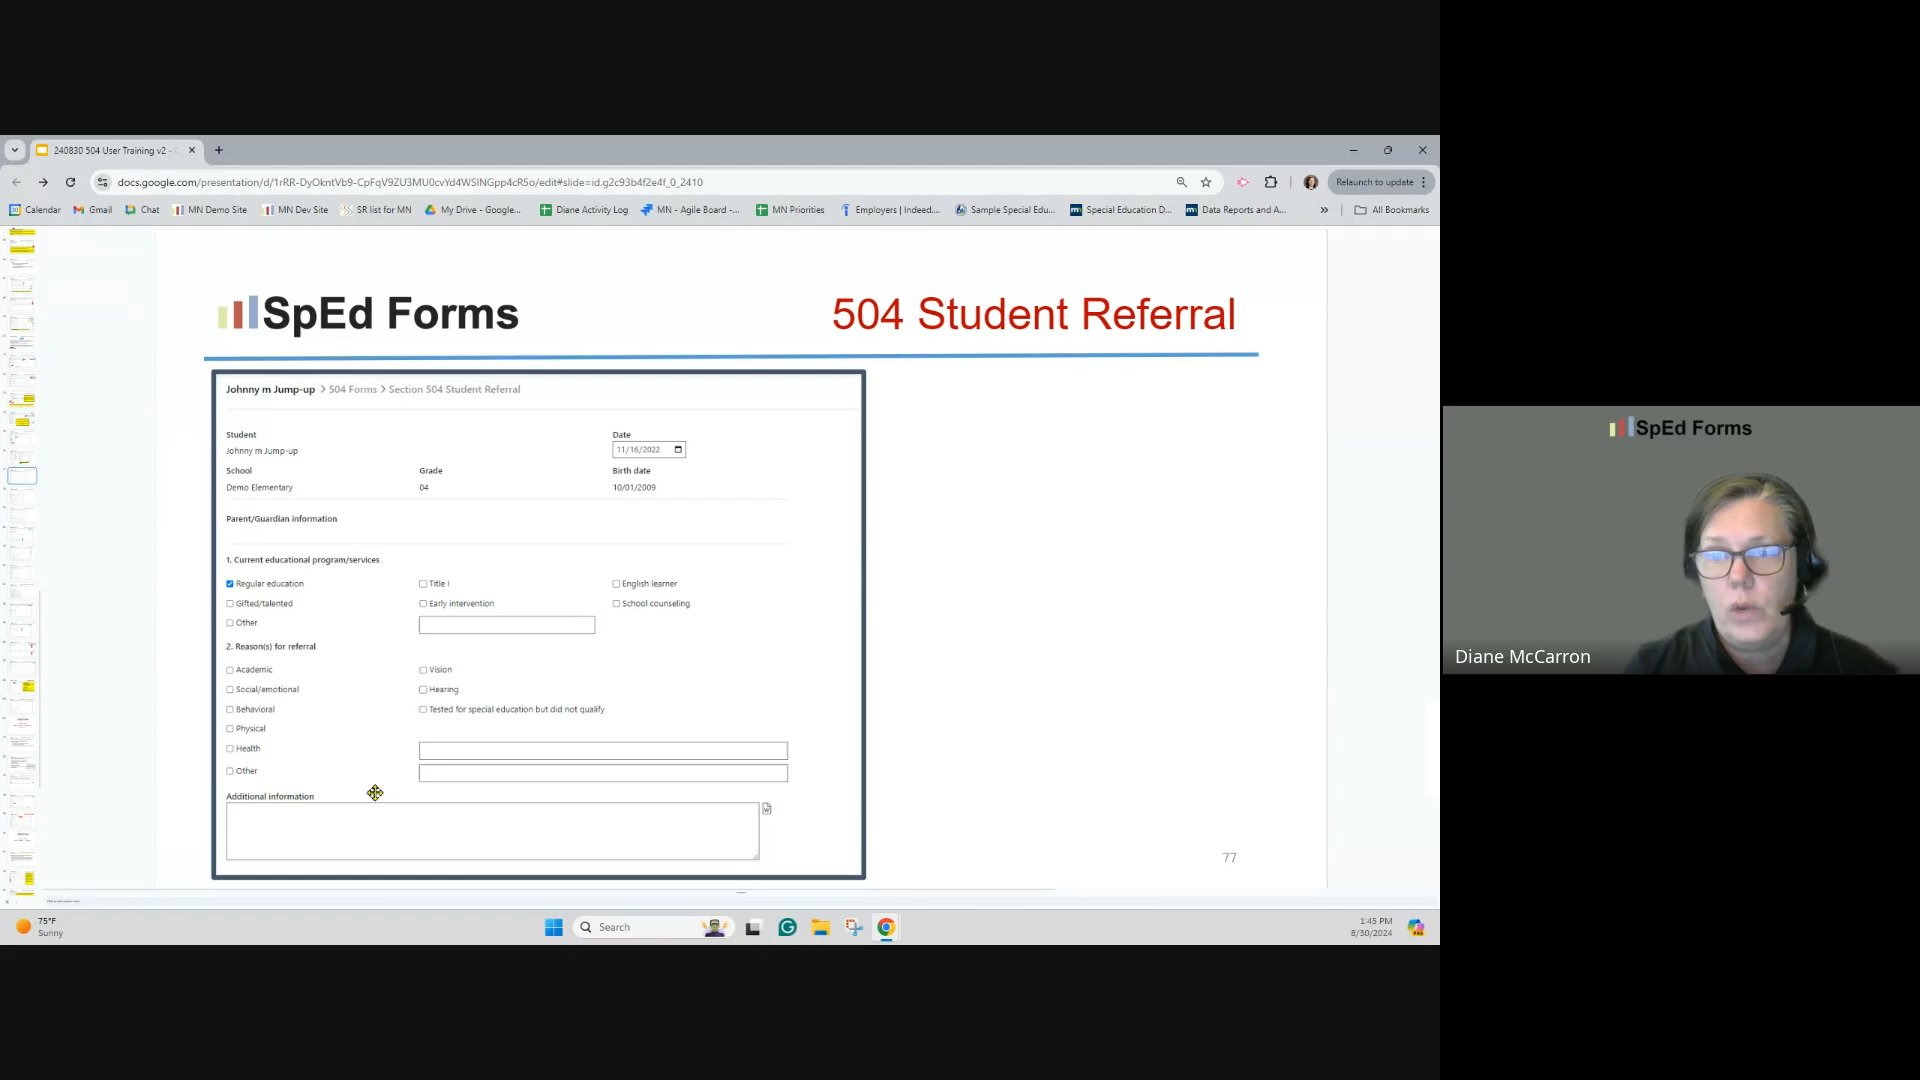 240830 504 User Training v2 -
docs.google.com/presentation/d/1rRR-DyOkntVb9-CpFqV9ZU3MU0cvYd4WSlNGpp4cR5o/edit#slide=id.g2c93b4f2e4f_0_2410
Relaunch to update
Calendar
Gmail
Chat
MN Demo Site
MN Dev Site
SR list for MN
My Drive - Google...
Diane Activity Log
MN - Agile Board -...
MN Priorities
Employers | Indeed....
Sample Special Edu...
Special Education D...
Data Reports and A...
»
All Bookmarks
SpEd Forms
504 Student Referral
Johnny m Jump-up > 504 Forms > Section 504 Student Referral
Student
Date
Johnny m Jump-up
11/16/2022
School
Grade
Birth date
Demo Elementary
04
10/01/2009
Parent/Guardian information
1. Current educational program/services
Regular education
Title I
English learner
Gifted/talented
Early intervention
School counseling
Other
2. Reason(s) for referral
Academic
Vision
Social/emotional
Hearing
Behavioral
Tested for special education but did not qualify
Physical
Health
Other
Additional information
77
75°F
Sunny
Search
1:45 PM
8/30/2024
SpEd Forms
Diane McCarron